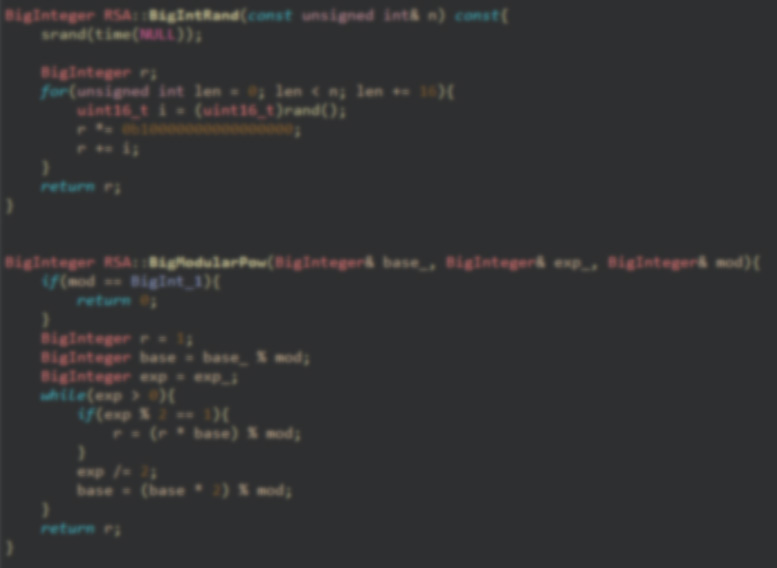 BigInteger RSA::BigIntRand(const unsigned int& n) const{
srand(time(NULL));
BigInteger r;
for(unsigned int len = 0; len < n; len += 16){
uint16_t i = (uint16_t)rand();
r *= 
r += i;
}
return r;
}
BigInteger RSA::BigModularPow(BigInteger& base_, BigInteger& exp_, BigInteger& mod){
if(mod == BigInt_1){
return 0;
}
BigInteger r = 1;
BigInteger base = base_ % mod;
BigInteger exp = exp_;
while(exp > 0){
if(exp % 2 == 1){
r = (r * base) % mod;
}
exp /= 2;
base = (base * 2) % mod;
}
return r;
}